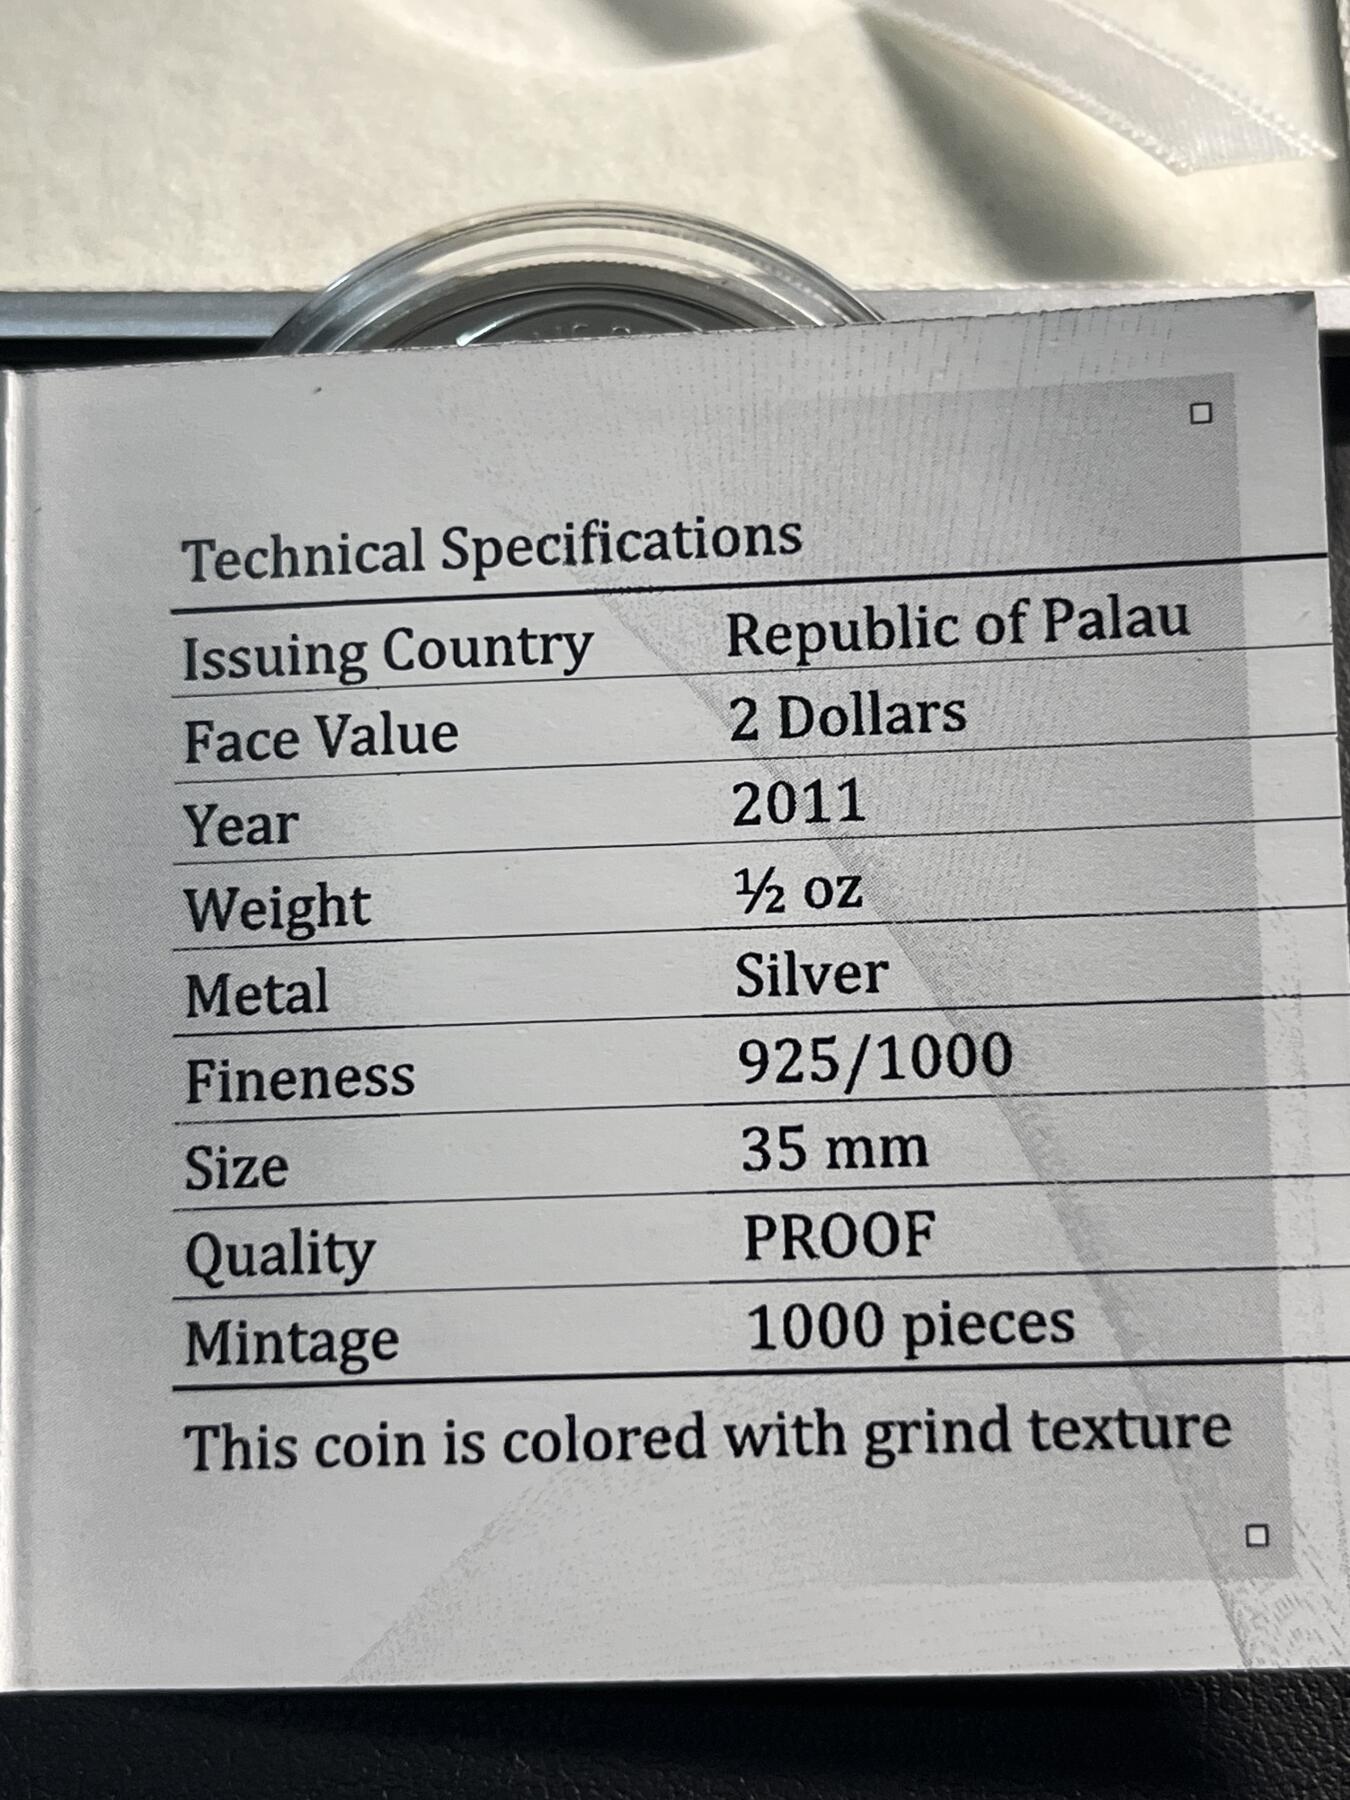 Technical Specifications
Issuing Country Republic of Palau
Face Value 2 Dollars
Year 2011
Weight ½ oz
Metal Silver
Fineness 925/1000
Size 35 mm
Quality PROOF
Mintage 1000 pieces
This coin is colored with grind texture